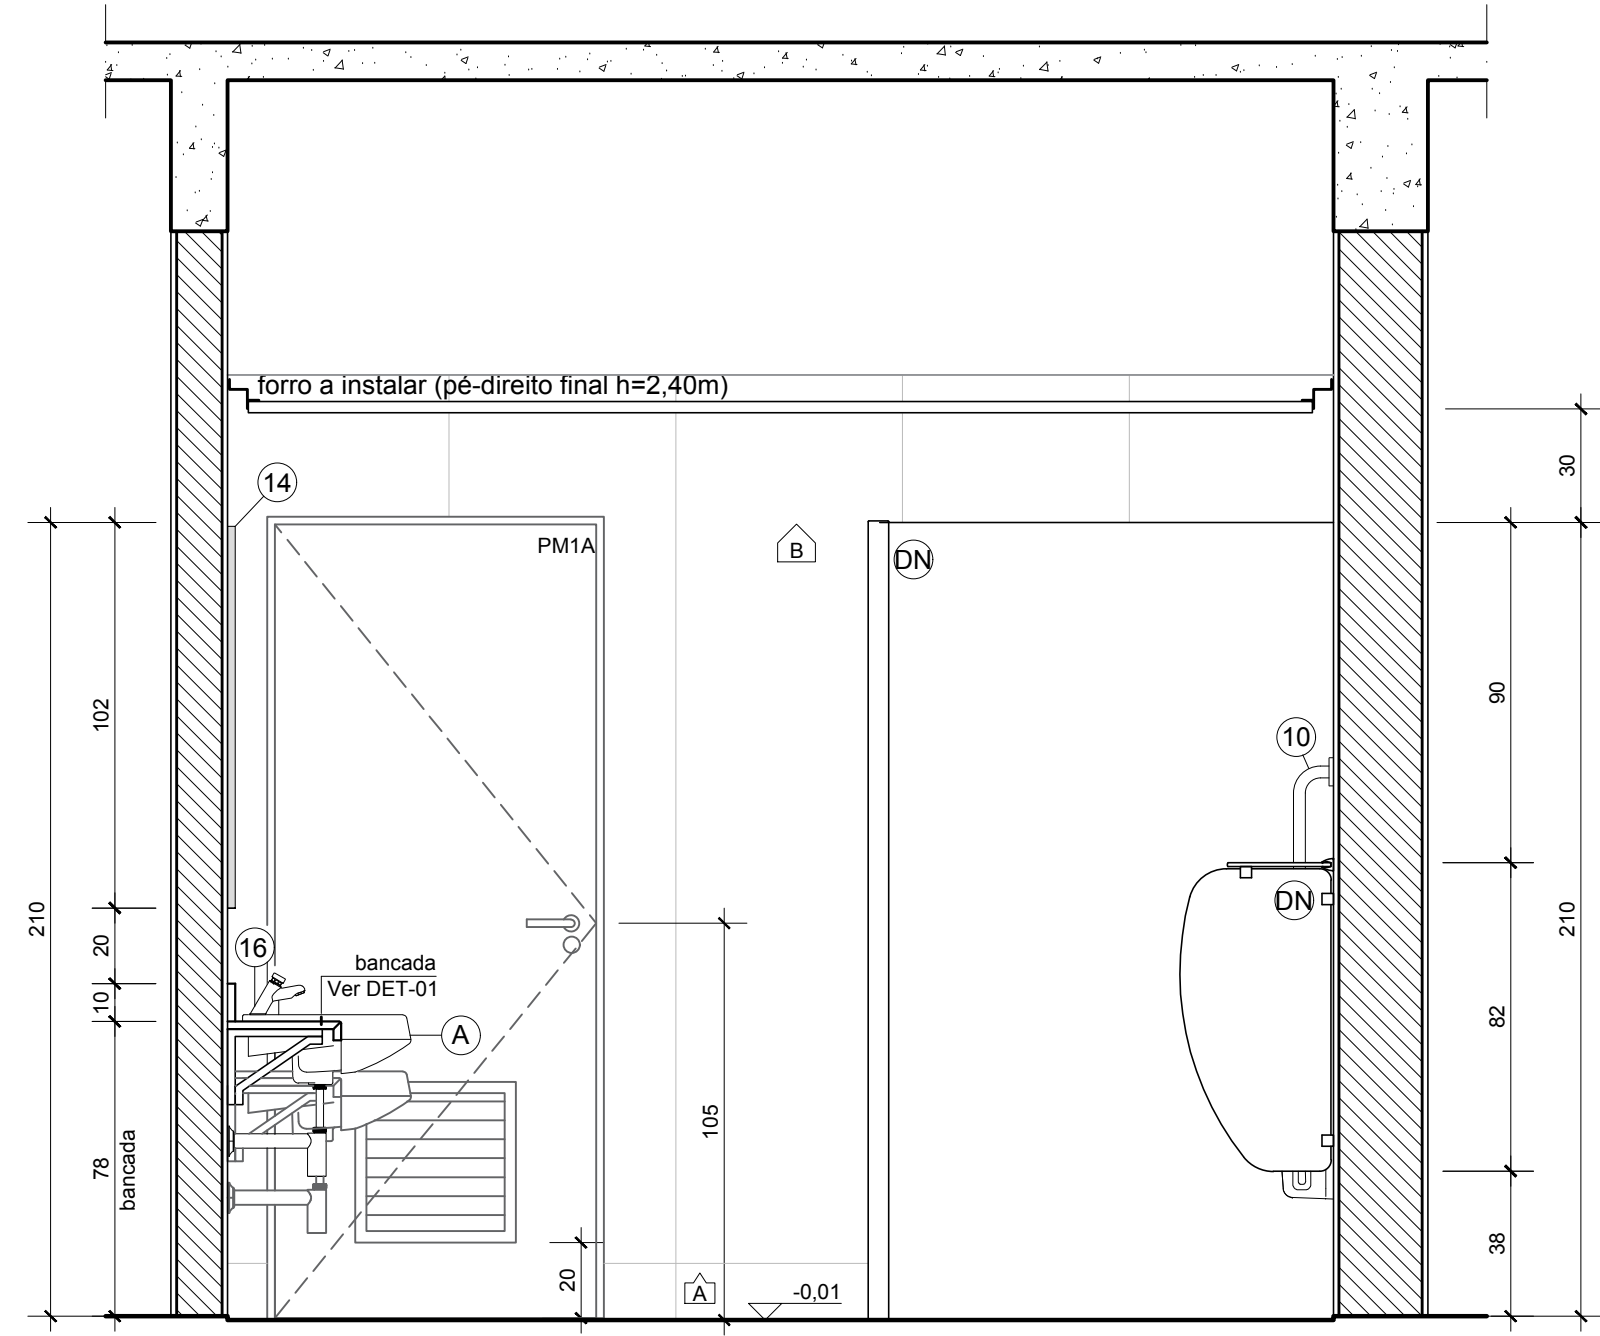 forro a instalar (pé-direito final h=2,40m)
14
PM1A
B
DN
30
102
90
10
210
20
16
bancada
Ver DET-01
DN
210
10
A
82
105
78
bancada
20
A
-0,01
38